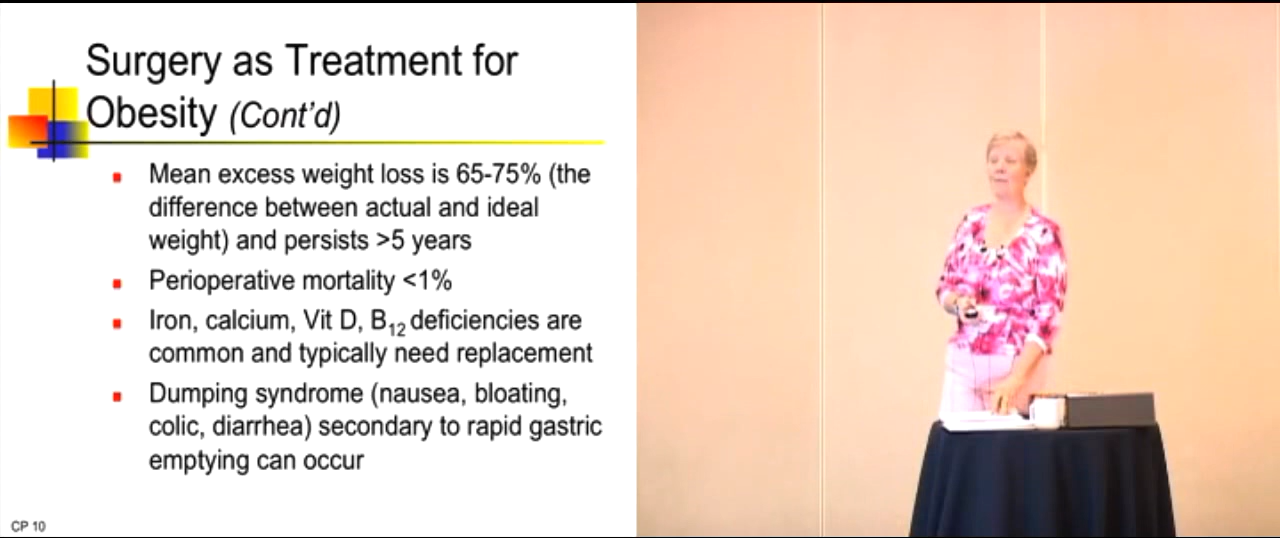 Surgery as Treatment for
Obesity (Cont'd)
Mean excess weight loss is 65-75% (the
difference between actual and ideal
weight) and persists >5 years
Perioperative mortality <1%
Iron, calcium, Vit D, B12 deficiencies are
common and typically need replacement
Dumping syndrome (nausea, bloating,
colic, diarrhea) secondary to rapid gastric
emptying can occur
CP 10